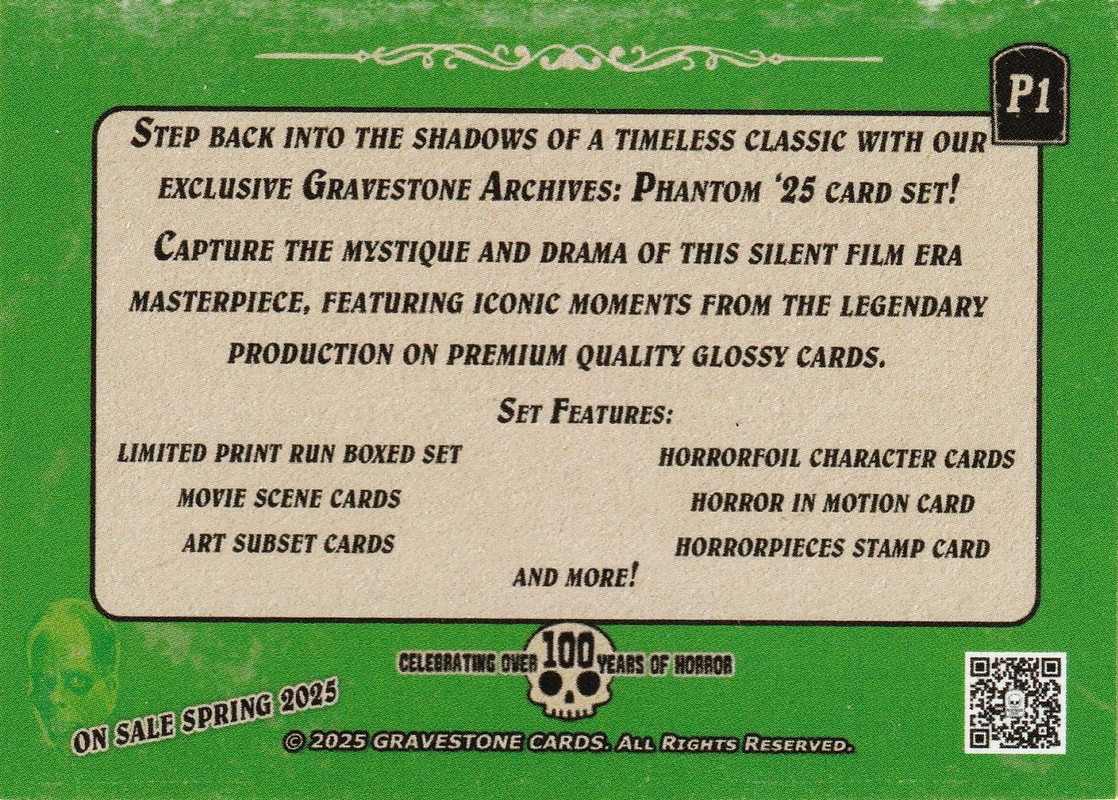 P1
Step back into the shadows of a timeless classic with our
exclusive Gravestone Archives: Phantom ‘25 card set!
Capture the mystique and drama of this silent film era
masterpiece, featuring iconic moments from the legendary
production on premium quality glossy cards.
Set Features:
limited print run boxed set
movie scene cards
art subset cards
horrorfoil character cards
horror in motion card
horrorpieces stamp card
and more!
CELEBRATING OVER 100 YEARS OF HORROR
ON SALE SPRING 2025
© 2025 GRAVESTONE CARDS. All Rights Reserved.